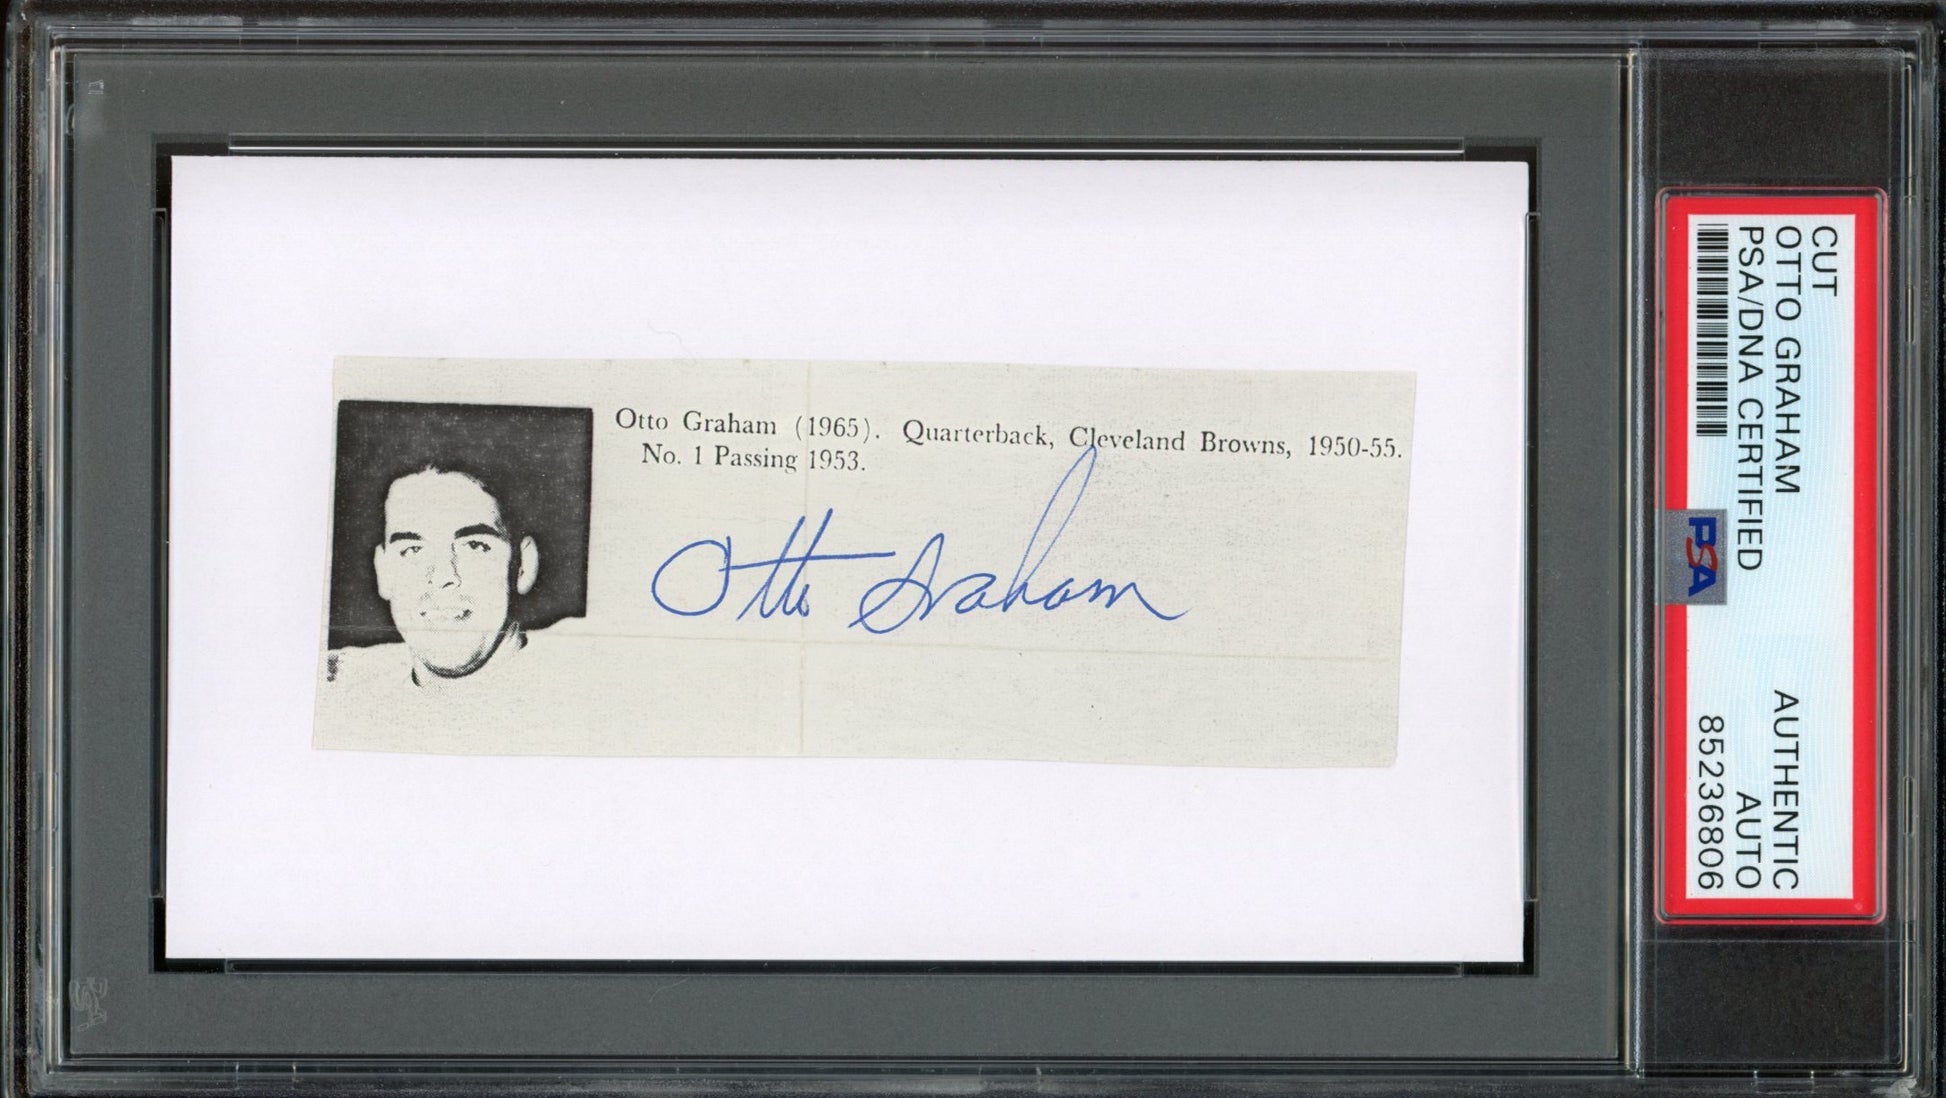 Otto Graham (1965). Quarterback, Cleveland Browns, 1950-55.
No. 1 Passing 1953.
Otto Graham
CUT
OTTO GRAHAM
PSA/DNA CERTIFIED
PSA
AUTHENTIC
AUTO
85236806